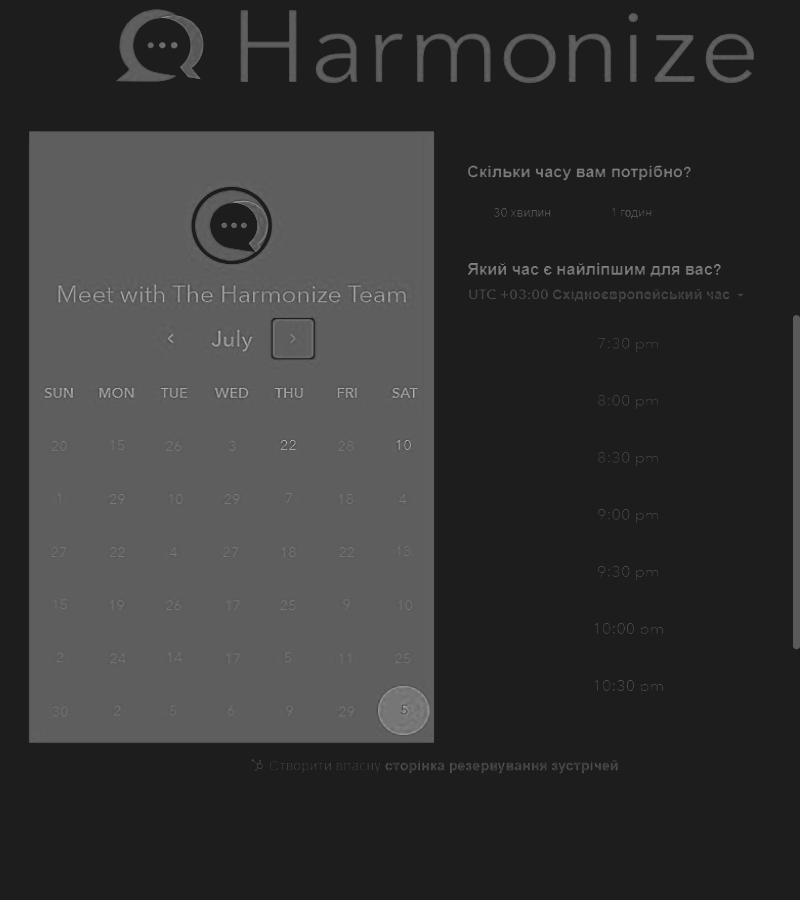 Harmonize
Meet with The Harmonize Team
July
SUN MON TUE WED THU FRI SAT
20 15 26 3 22 28 10
1 29 10 29 7 18 4
27 22 4 27 18 22 13
15 19 26 17 25 9 10
2 24 14 17 5 11 25
30 2 5 6 9 29 5
Скільки часу вам потрібно?
30 хвилин 1 годин
Який час є найліпшим для вас?
UTC +03:00 Східноєвропейський час
7:30 pm
8:00 pm
8:30 pm
9:00 pm
9:30 pm
10:00 pm
10:30 pm
Створити власну сторінка резервування зустрічей